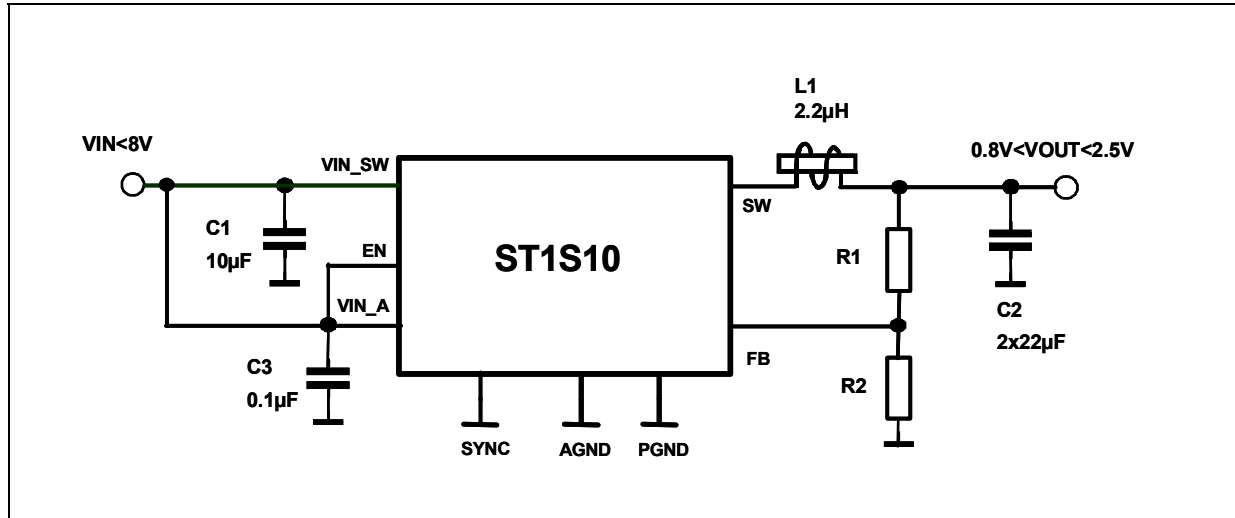 L1
2.2µH
VIN<8V
0.8V<VOUT<2.5V
VIN_SW
SW
C1
10µF
EN
ST1S10
R1
VIN_A
C2
2x22µF
C3
0.1µF
FB
R2
SYNC
AGND
PGND